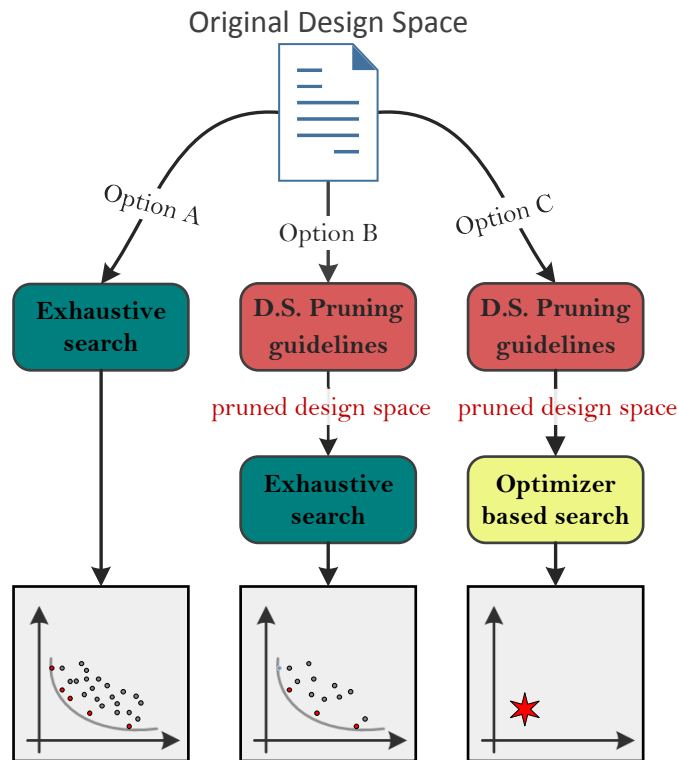 Original Design Space
Option A
Option B
Option C
Exhaustive
search
D.S. Pruning
guidelines
D.S. Pruning
guidelines
pruned design space
pruned design space
Exhaustive
search
Optimizer
based search